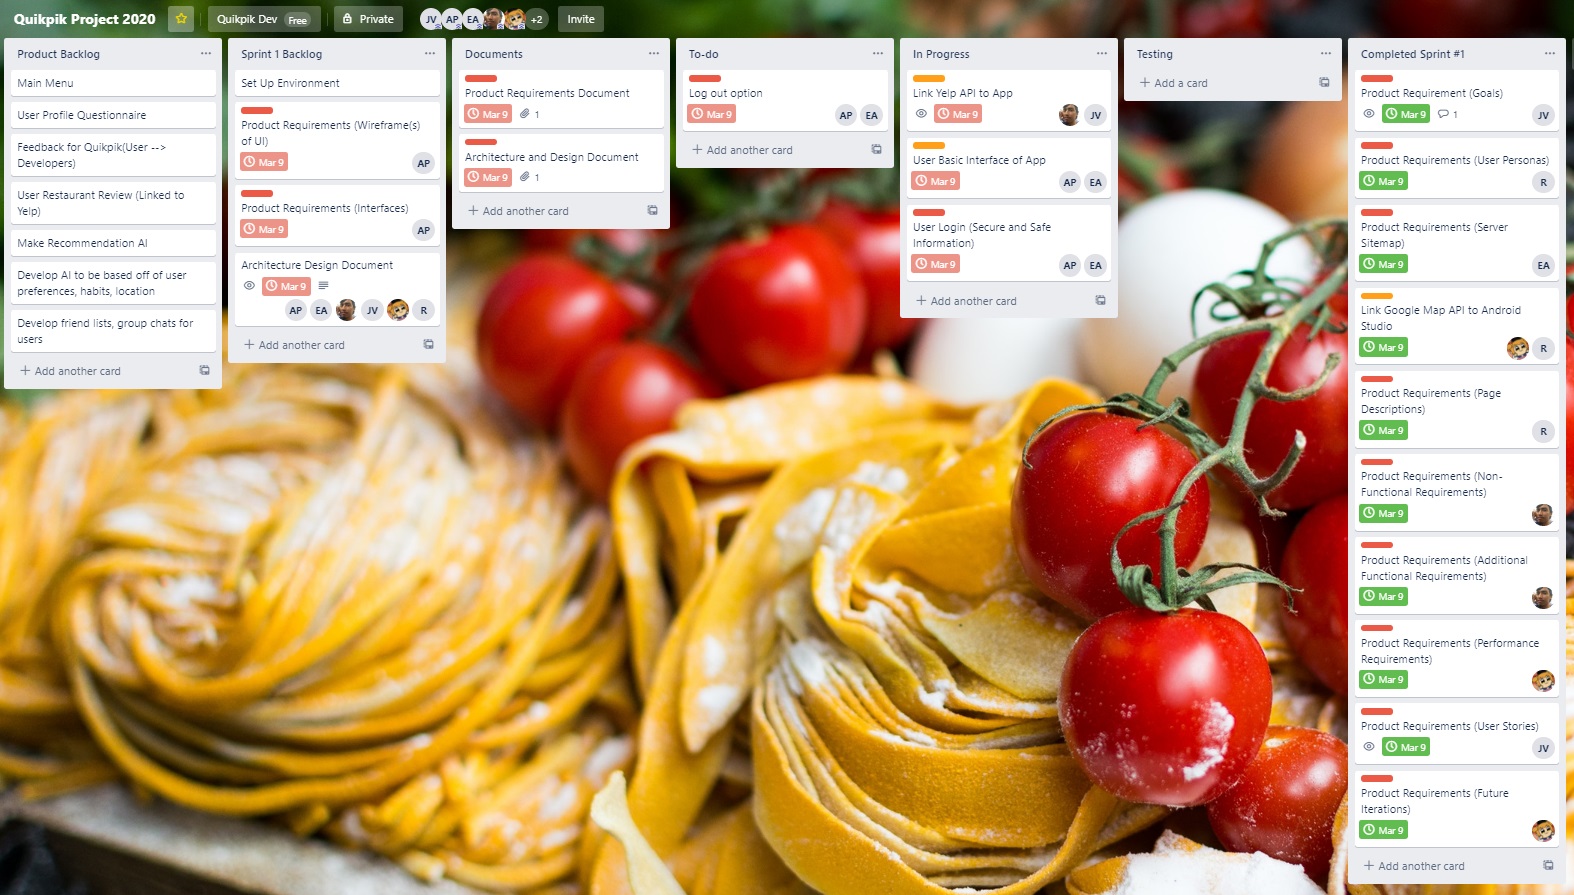 Quikpik Project 2020
Quikpik Dev Free
Private
JV AP EA +2
Invite
Product Backlog
Main Menu
User Profile Questionnaire
Feedback for Quikpik(User -->
Developers)
User Restaurant Review (Linked to
Yelp)
Make Recommendation AI
Develop AI to be based off of user
preferences, habits, location
Develop friend lists, group chats for
users
+ Add another card
Sprint 1 Backlog
Set Up Environment
Product Requirements (Wireframe(s)
of UI)
Mar 9
AP
Product Requirements (Interfaces)
Mar 9
AP
Architecture Design Document
Mar 9
AP EA JV R
+ Add another card
Documents
Product Requirements Document
Mar 9 1
Architecture and Design Document
Mar 9 1
+ Add another card
To-do
Log out option
Mar 9
AP EA
+ Add another card
In Progress
Link Yelp API to App
Mar 9
JV
User Basic Interface of App
Mar 9
AP EA
User Login (Secure and Safe
Information)
Mar 9
AP EA
+ Add another card
Testing
+ Add a card
Completed Sprint #1
Product Requirement (Goals)
Mar 9 1
JV
Product Requirements (User Personas)
Mar 9
R
Product Requirements (Server
Sitemap)
Mar 9
EA
Link Google Map API to Android
Studio
Mar 9
R
Product Requirements (Page
Descriptions)
Mar 9
R
Product Requirements (Non-
Functional Requirements)
Mar 9
Product Requirements (Additional
Functional Requirements)
Mar 9
Product Requirements (Performance
Requirements)
Mar 9
Product Requirements (User Stories)
Mar 9
JV
Product Requirements (Future
Iterations)
Mar 9
+ Add another card